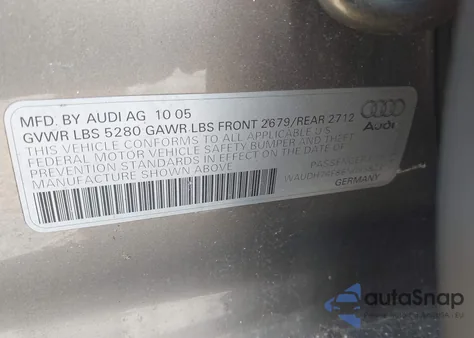 MFD. BY AUDI AG 10 05
GVWR LBS 5280 GAWR LBS FRONT 2679/REAR 2712
THIS VEHICLE CONFORMS TO ALL APPLICABLE U.S.
FEDERAL MOTOR VEHICLE SAFETY BUMPER AND THEFT
PREVENTION STANDARDS IN EFFECT ON THE DATE OF
MANUFACTURE SHOWN ABOVE
Audi
GERMANY
autoSnap